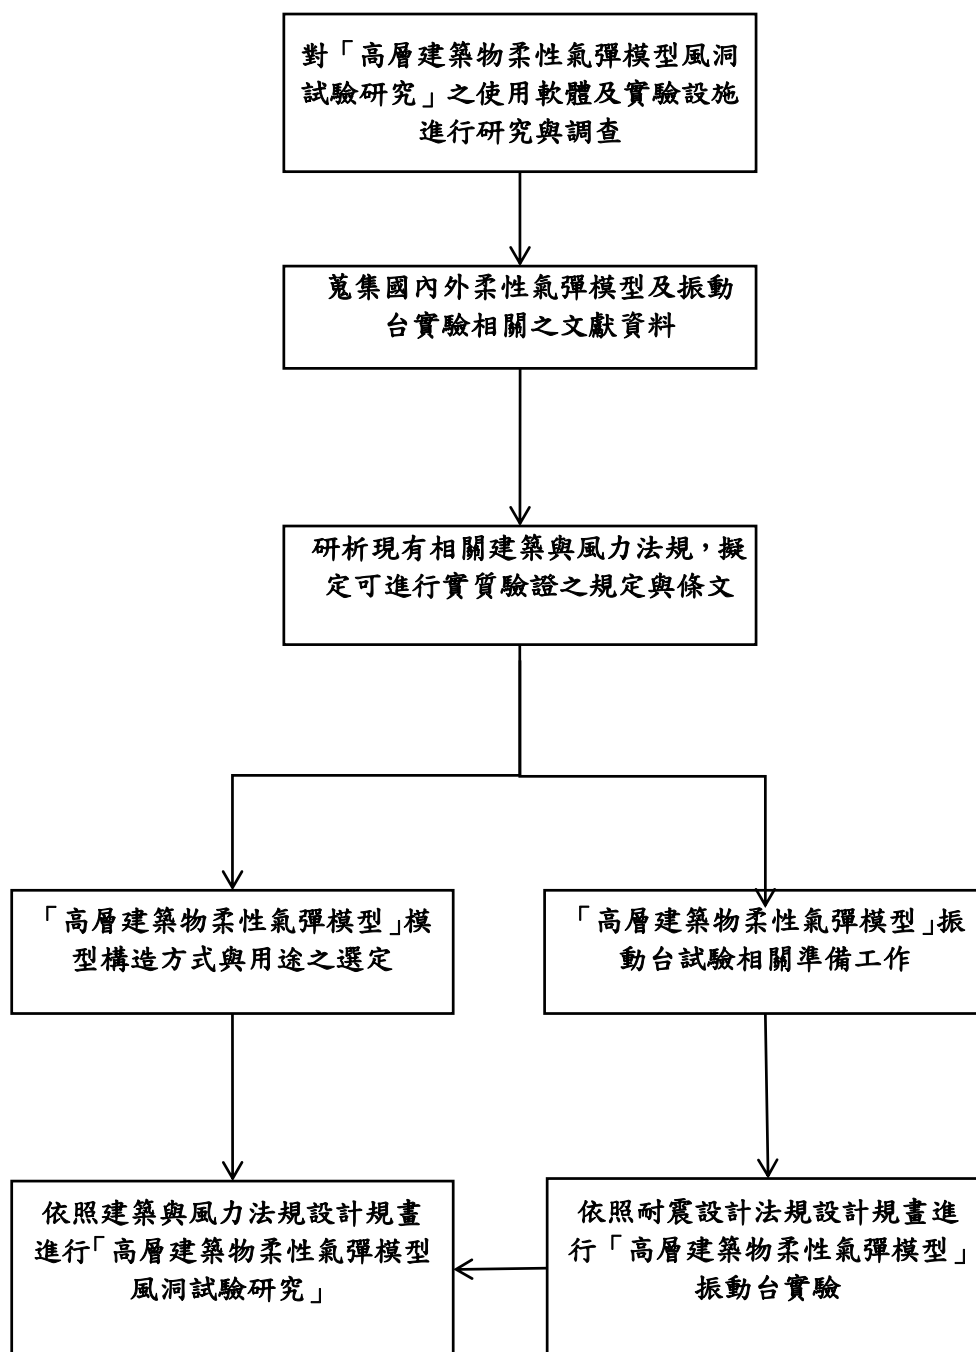 對「高層建築物柔性氣彈模型風洞
試驗研究」之使用軟體及實驗設施
進行研究與調查
蒐集國內外柔性氣彈模型及振動
台實驗相關之文獻資料
研析現有相關建築與風力法規，擬
定可進行實質驗證之規定與條文
「高層建築物柔性氣彈模型」模
型構造方式與用途之選定
「高層建築物柔性氣彈模型」振
動台試驗相關準備工作
依照建築與風力法規設計規畫
進行「高層建築物柔性氣彈模型
風洞試驗研究」
依照耐震設計法規設計規畫進
行「高層建築物柔性氣彈模型」
振動台實驗